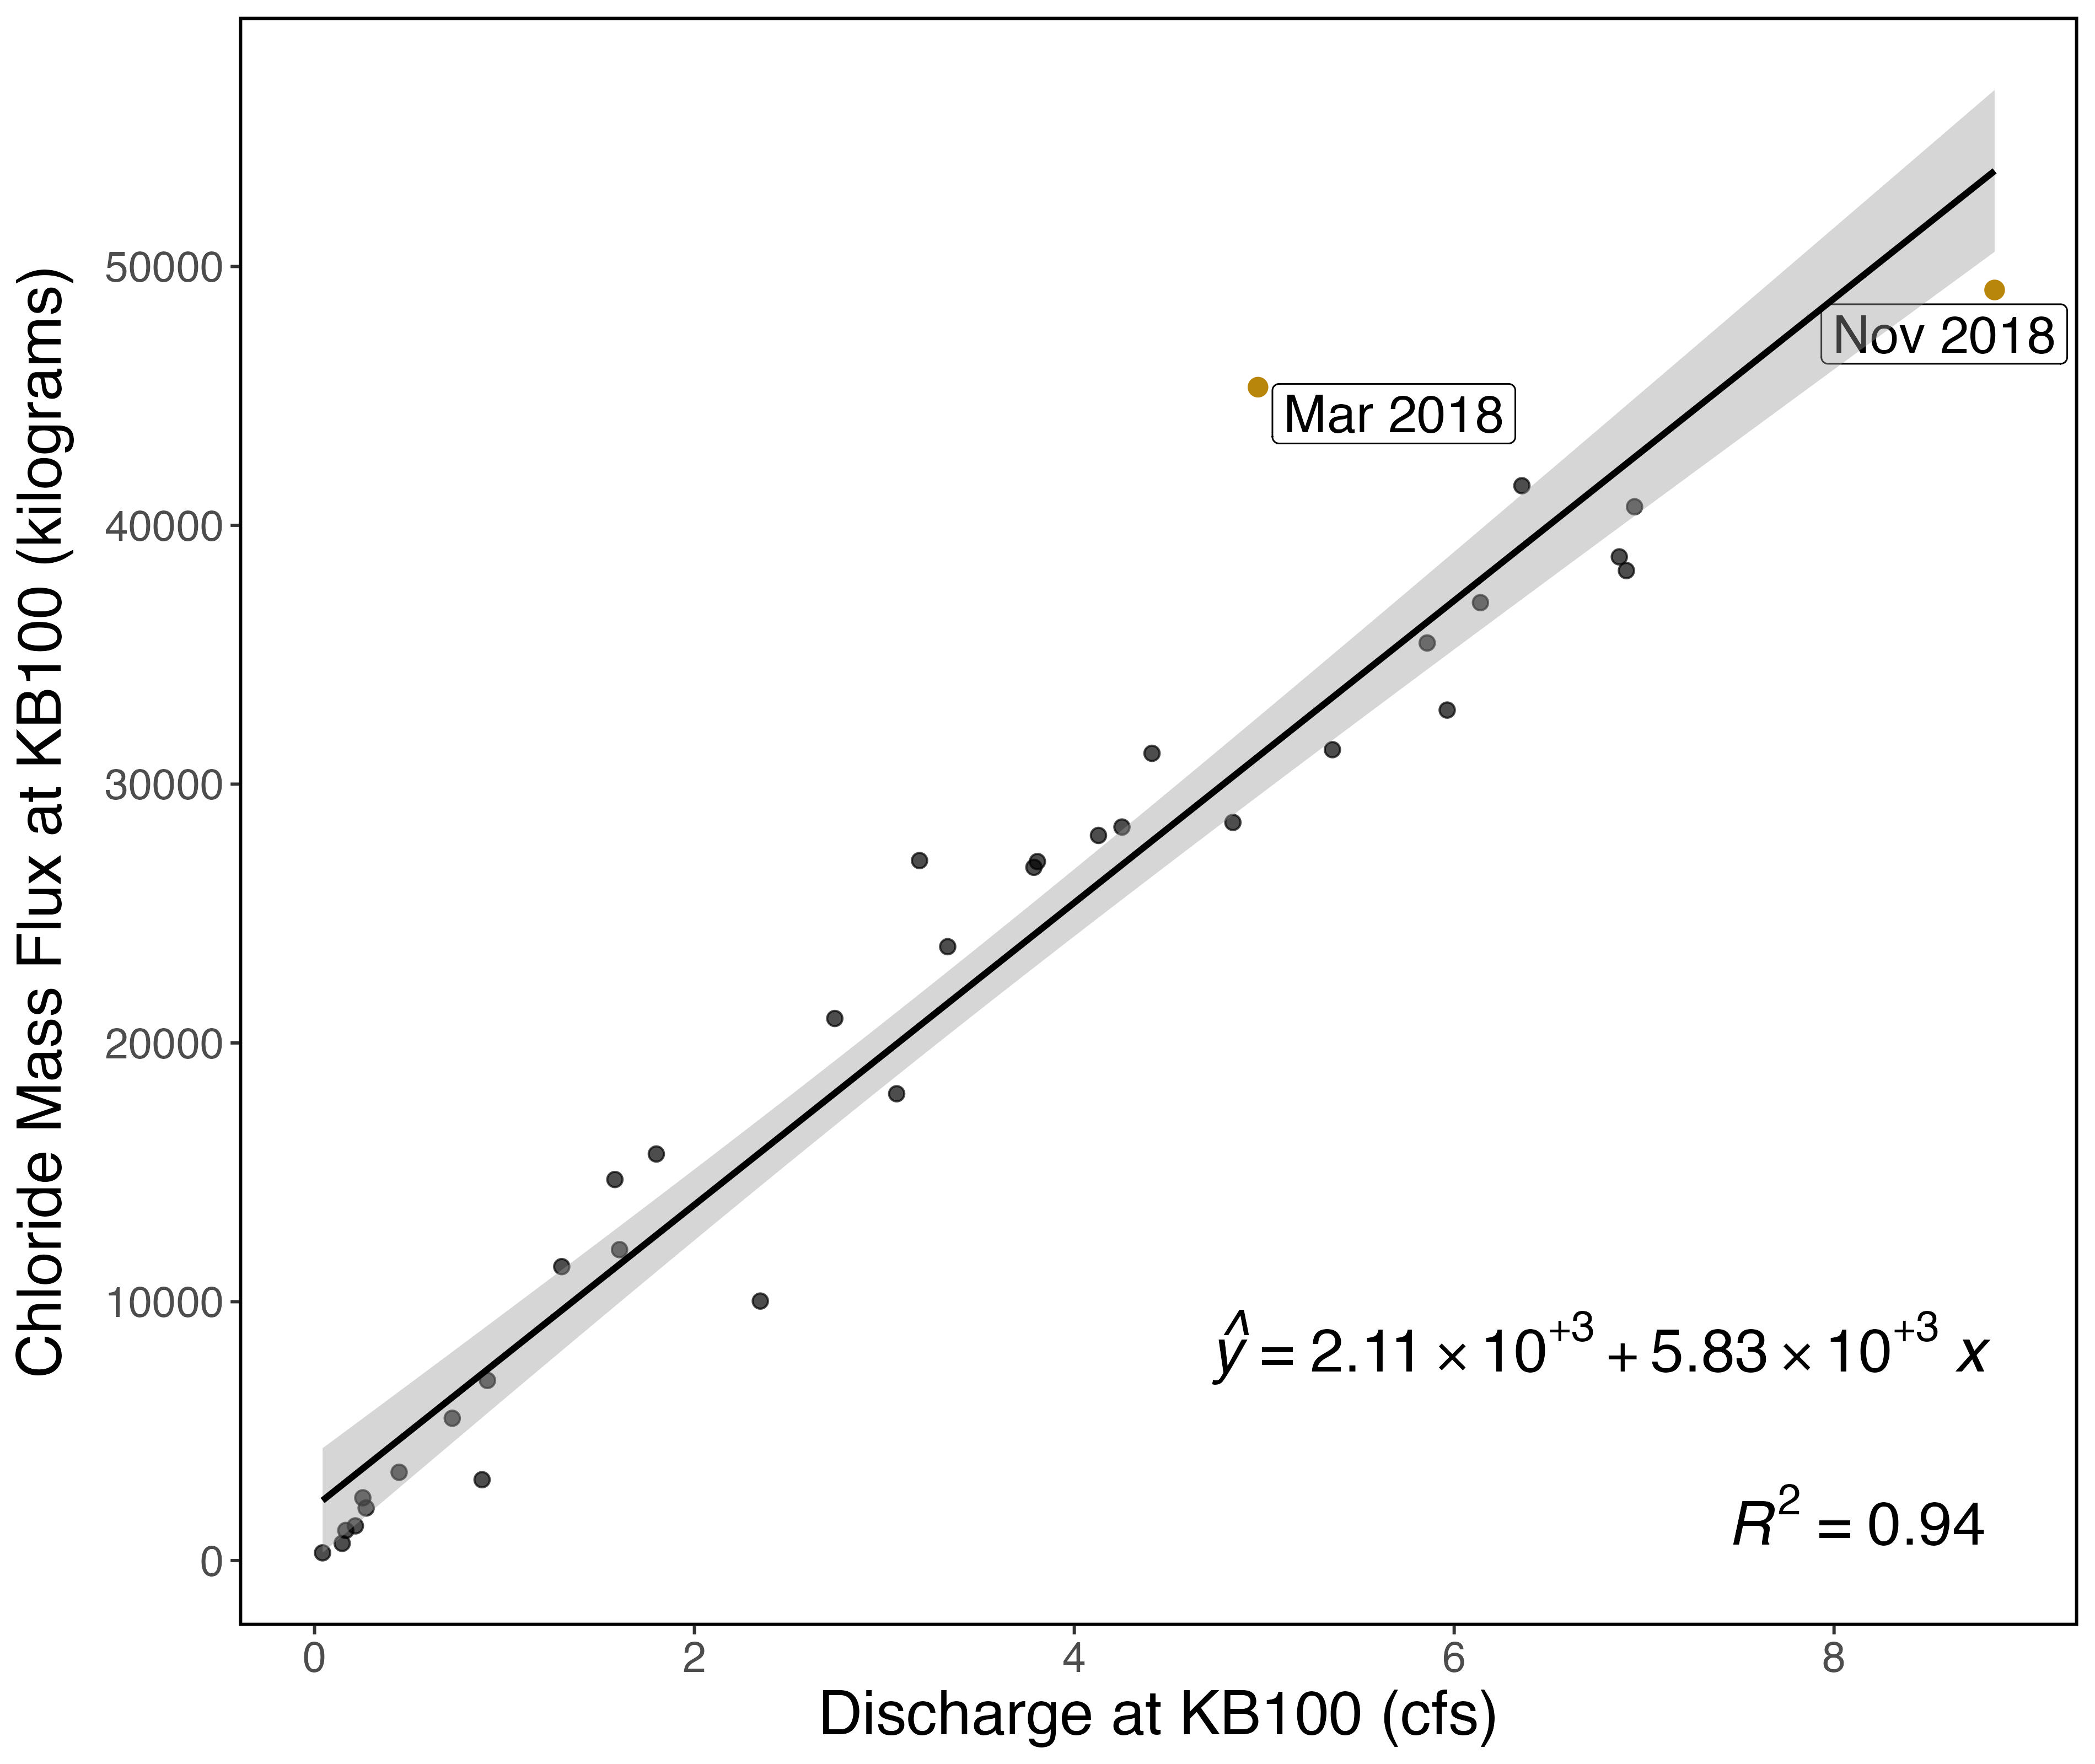 Chloride Mass Flux at KB100 (kilograms)
50000
40000
30000
20000
10000
0
Nov 2018
Mar 2018
ŷ = 2.11 × 10⁺³ + 5.83 × 10⁺³ x
R² = 0.94
0 2 4 6 8
Discharge at KB100 (cfs)